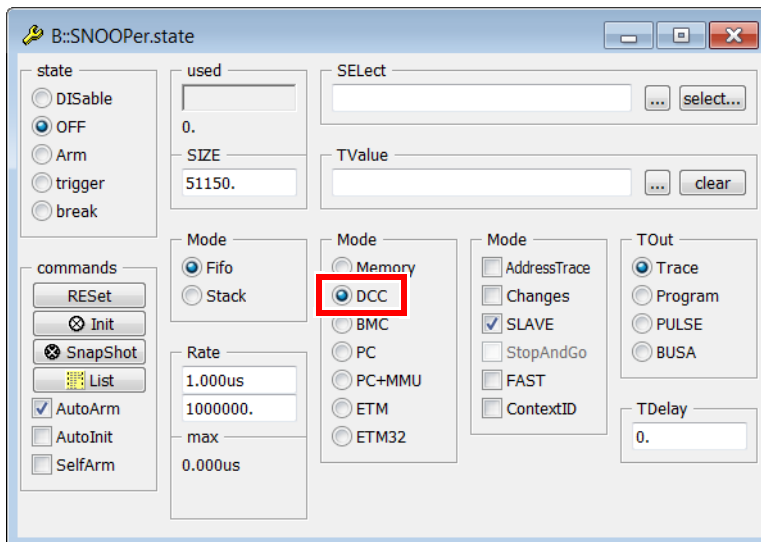 B::SNOOPer.state
state
DISable
OFF
Arm
trigger
break
used
0.
SIZE
51150.
SELect
... select...
TValue
... clear
commands
RESet
Init
SnapShot
List
AutoArm
AutoInit
SelfArm
Mode
Fifo
Stack
Rate
1.000us
1000000.
max
0.000us
Mode
Memory
DCC
BMC
PC
PC+MMU
ETM
ETM32
Mode
AddressTrace
Changes
SLAVE
StopAndGo
FAST
ContextID
TOut
Trace
Program
PULSE
BUSA
TDelay
0.